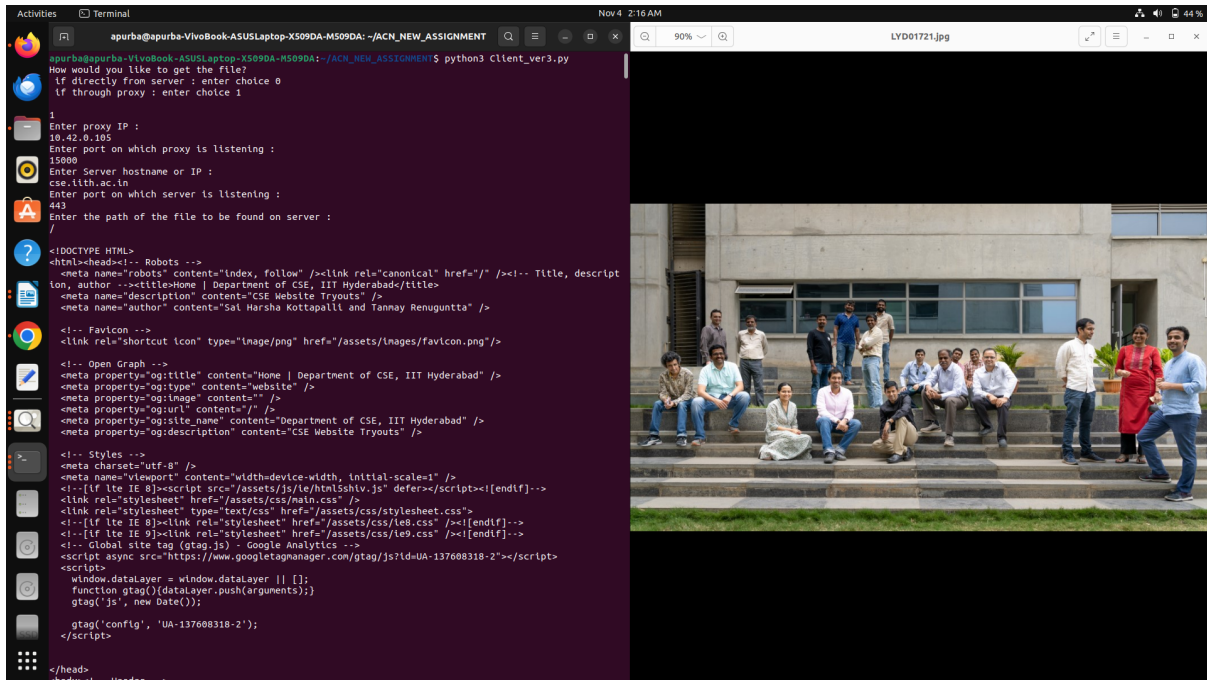 Activities
Terminal
Nov 4 2:16 AM
44 %
apurba@apurba-VivoBook-ASUSLaptop-X509DA-M509DA: ~/ACN_NEW_ASSIGNMENT
apurba@apurba-VivoBook-ASUSLaptop-X509DA-M509DA:~/ACN_NEW_ASSIGNMENT$ python3 Client_ver3.py
How would you like to get the file?
if directly from server : enter choice 0
if through proxy : enter choice 1
1
Enter proxy IP :
10.42.0.105
Enter port on which proxy is listening :
15000
Enter Server hostname or IP :
cse.iith.ac.in
Enter port on which server is listening :
443
Enter the path of the file to be found on server :
/
<!DOCTYPE HTML>
<html><head><!-- Robots -->
<meta name="robots" content="index, follow" /><link rel="canonical" href="/" /><!-- Title, descript
ion, author --><title>Home | Department of CSE, IIT Hyderabad</title>
<meta name="description" content="CSE Website Tryouts" />
<meta name="author" content="Sai Harsha Kottapalli and Tanmay Renuguntta" />
<!-- Favicon -->
<link rel="shortcut icon" type="image/png" href="/assets/images/favicon.png"/>
<!-- Open Graph -->
<meta property="og:title" content="Home | Department of CSE, IIT Hyderabad" />
<meta property="og:type" content="website" />
<meta property="og:image" content="" />
<meta property="og:url" content="/" />
<meta property="og:site_name" content="Department of CSE, IIT Hyderabad" />
<meta property="og:description" content="CSE Website Tryouts" />
<!-- Styles -->
<meta charset="utf-8" />
<meta name="viewport" content="width=device-width, initial-scale=1" />
<!--[if lte IE 8]><script src="/assets/js/ie/html5shiv.js" defer></script><![endif]-->
<link rel="stylesheet" href="/assets/css/main.css" />
<link rel="stylesheet" type="text/css" href="/assets/css/stylesheet.css">
<!--[if lte IE 8]><link rel="stylesheet" href="/assets/css/ie8.css" /><![endif]-->
<!--[if lte IE 9]><link rel="stylesheet" href="/assets/css/ie9.css" /><![endif]-->
<!-- Global site tag (gtag.js) - Google Analytics -->
<script async src="https://www.googletagmanager.com/gtag/js?id=UA-137608318-2"></script>
<script>
window.dataLayer = window.dataLayer || [];
function gtag(){dataLayer.push(arguments);}
gtag('js', new Date());
gtag('config', 'UA-137608318-2');
</script>
</head>
90%
LYD01721.jpg